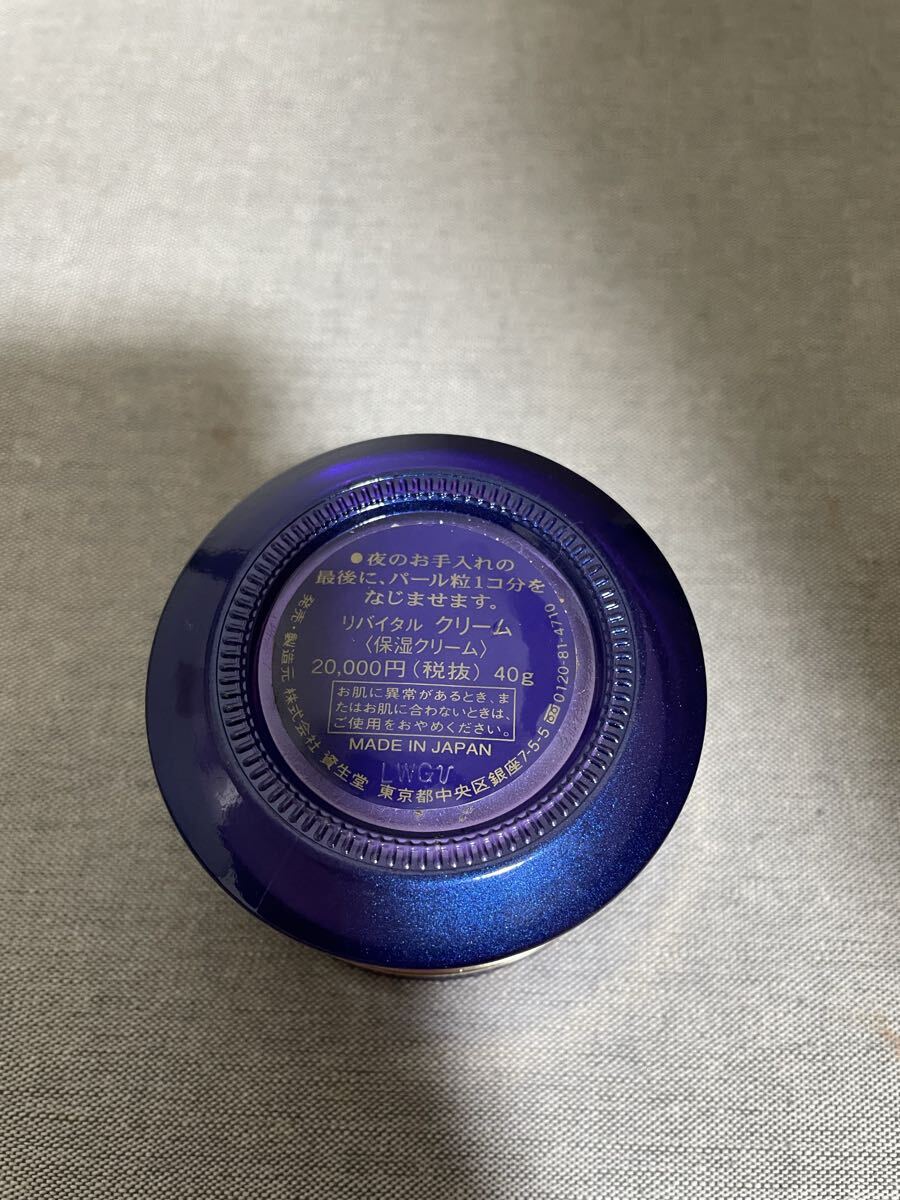 ●夜のお手入れの
最後に、パール粒1コ分を
なじませます。
リバイタル クリーム
〈保湿クリーム〉
20,000円(税抜) 40g
お肌に異常があるとき、ま
たはお肌に合わないときは、
ご使用をおやめください。
MADE IN JAPAN
発売・製造元 株式会社 資生堂 東京都中央区銀座7-5-5 0120-81-4710